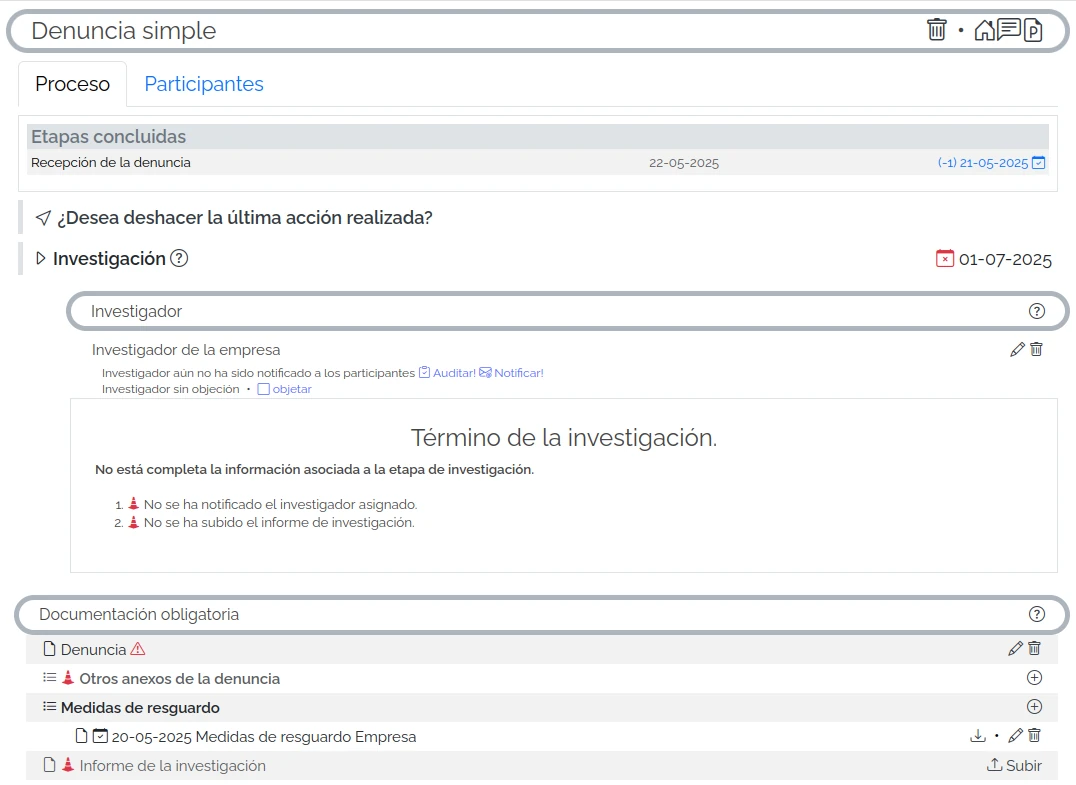 Denuncia simple
Proceso
Participantes
Etapas concluidas
Recepción de la denuncia 22-05-2025 (-1) 21-05-2025
¿Desea deshacer la última acción realizada?
Investigación 01-07-2025
Investigador
Investigador de la empresa
Investigador aún no ha sido notificado a los participantes Auditar! Notificar!
Investigador sin objeción • objetar
Término de la investigación.
No está completa la información asociada a la etapa de investigación.
1. No se ha notificado el investigador asignado.
2. No se ha subido el informe de investigación.
Documentación obligatoria
Denuncia
Otros anexos de la denuncia
Medidas de resguardo
20-05-2025 Medidas de resguardo Empresa
Informe de la investigación Subir